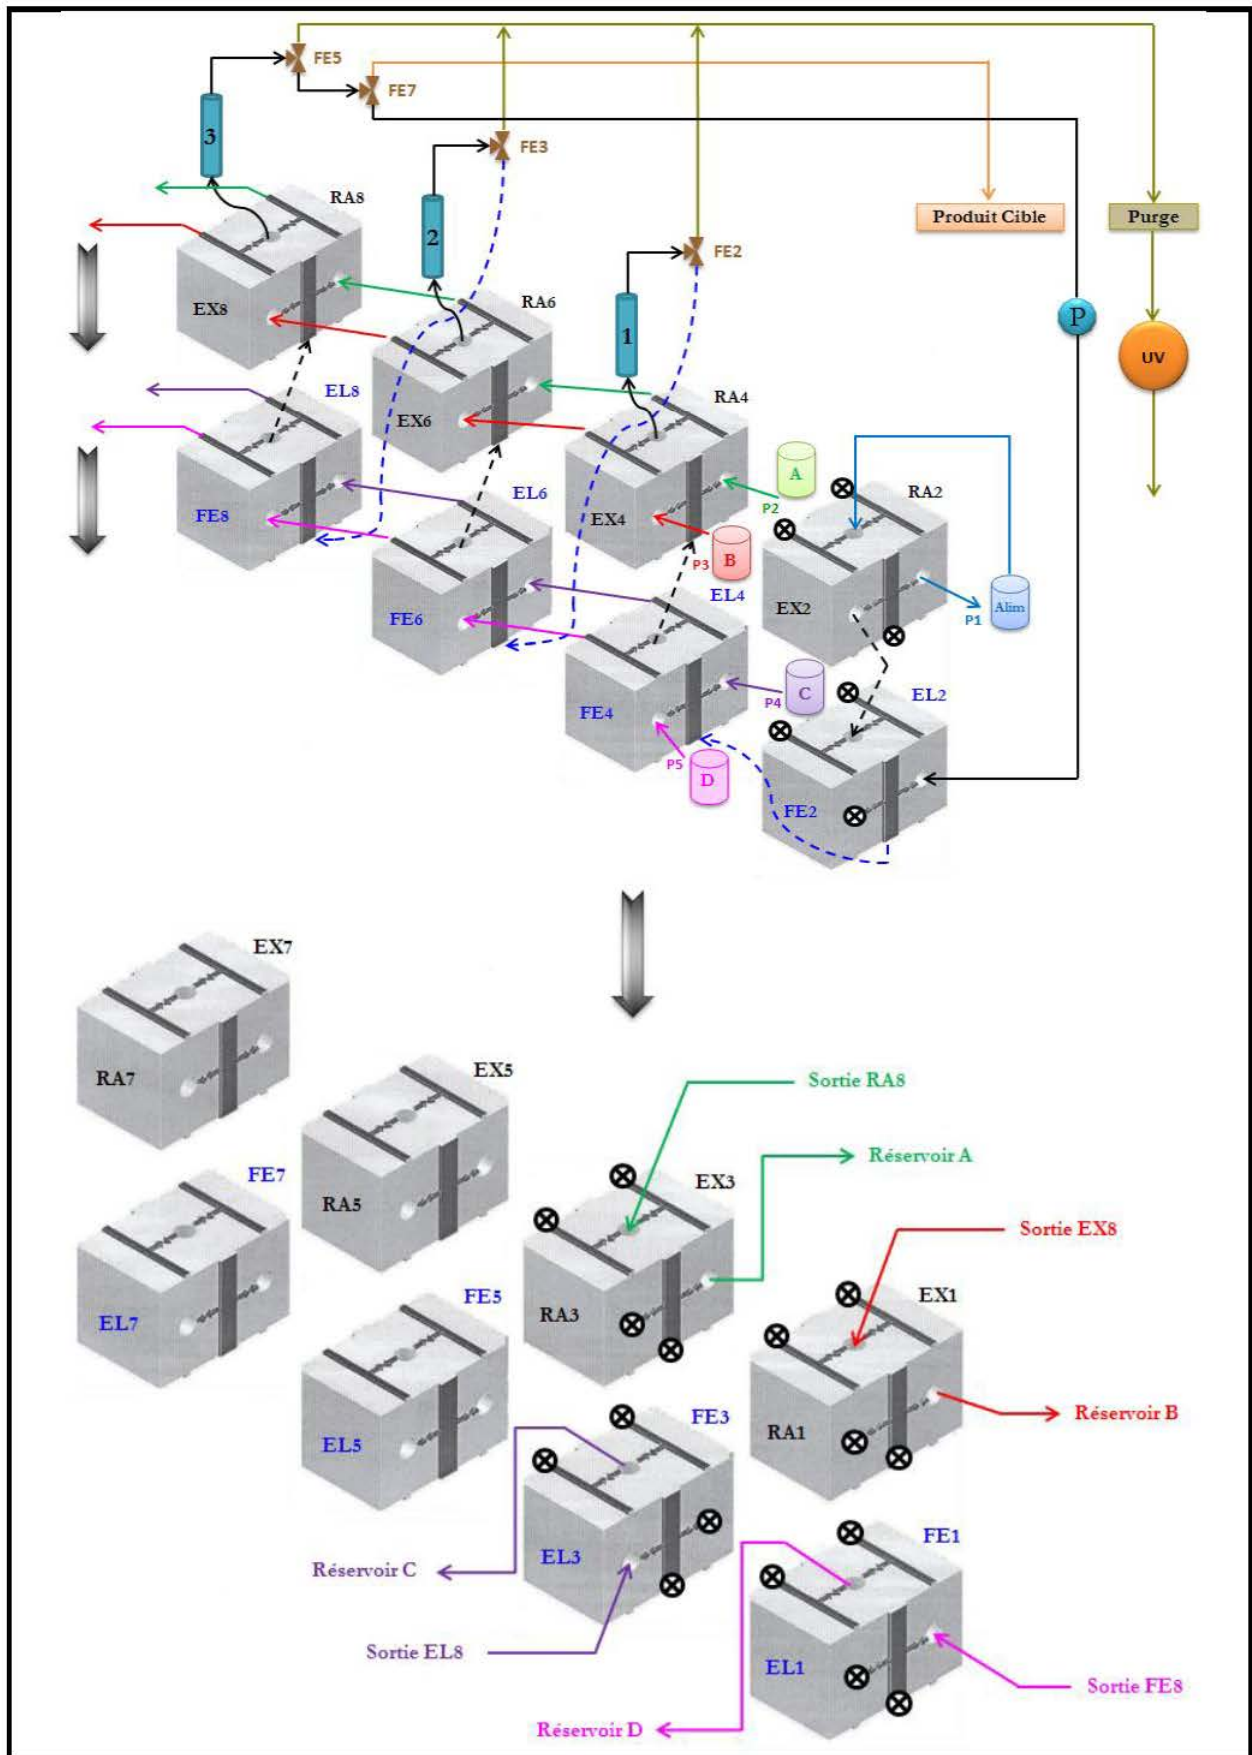 FE5
FE7
3
FE3
RA8
Produit Cible
Purge
2
FE2
EX8
RA6
P
1
UV
EL8
EX6
RA4
A
FE8
EL6
P2
RA2
EX4
P3
B
EL4
EX2
P1
Alim
FE6
C
P4
EL2
FE4
P5
D
FE2
EX7
EX5
RA7
Sortie RA8
Réservoir A
FE7
EX3
RA5
Sortie EX8
FE5
EX1
RA3
EL7
Réservoir B
FE3
RA1
EL5
FE1
EL3
Réservoir C
Sortie EL8
EL1
Sortie FE8
Réservoir D